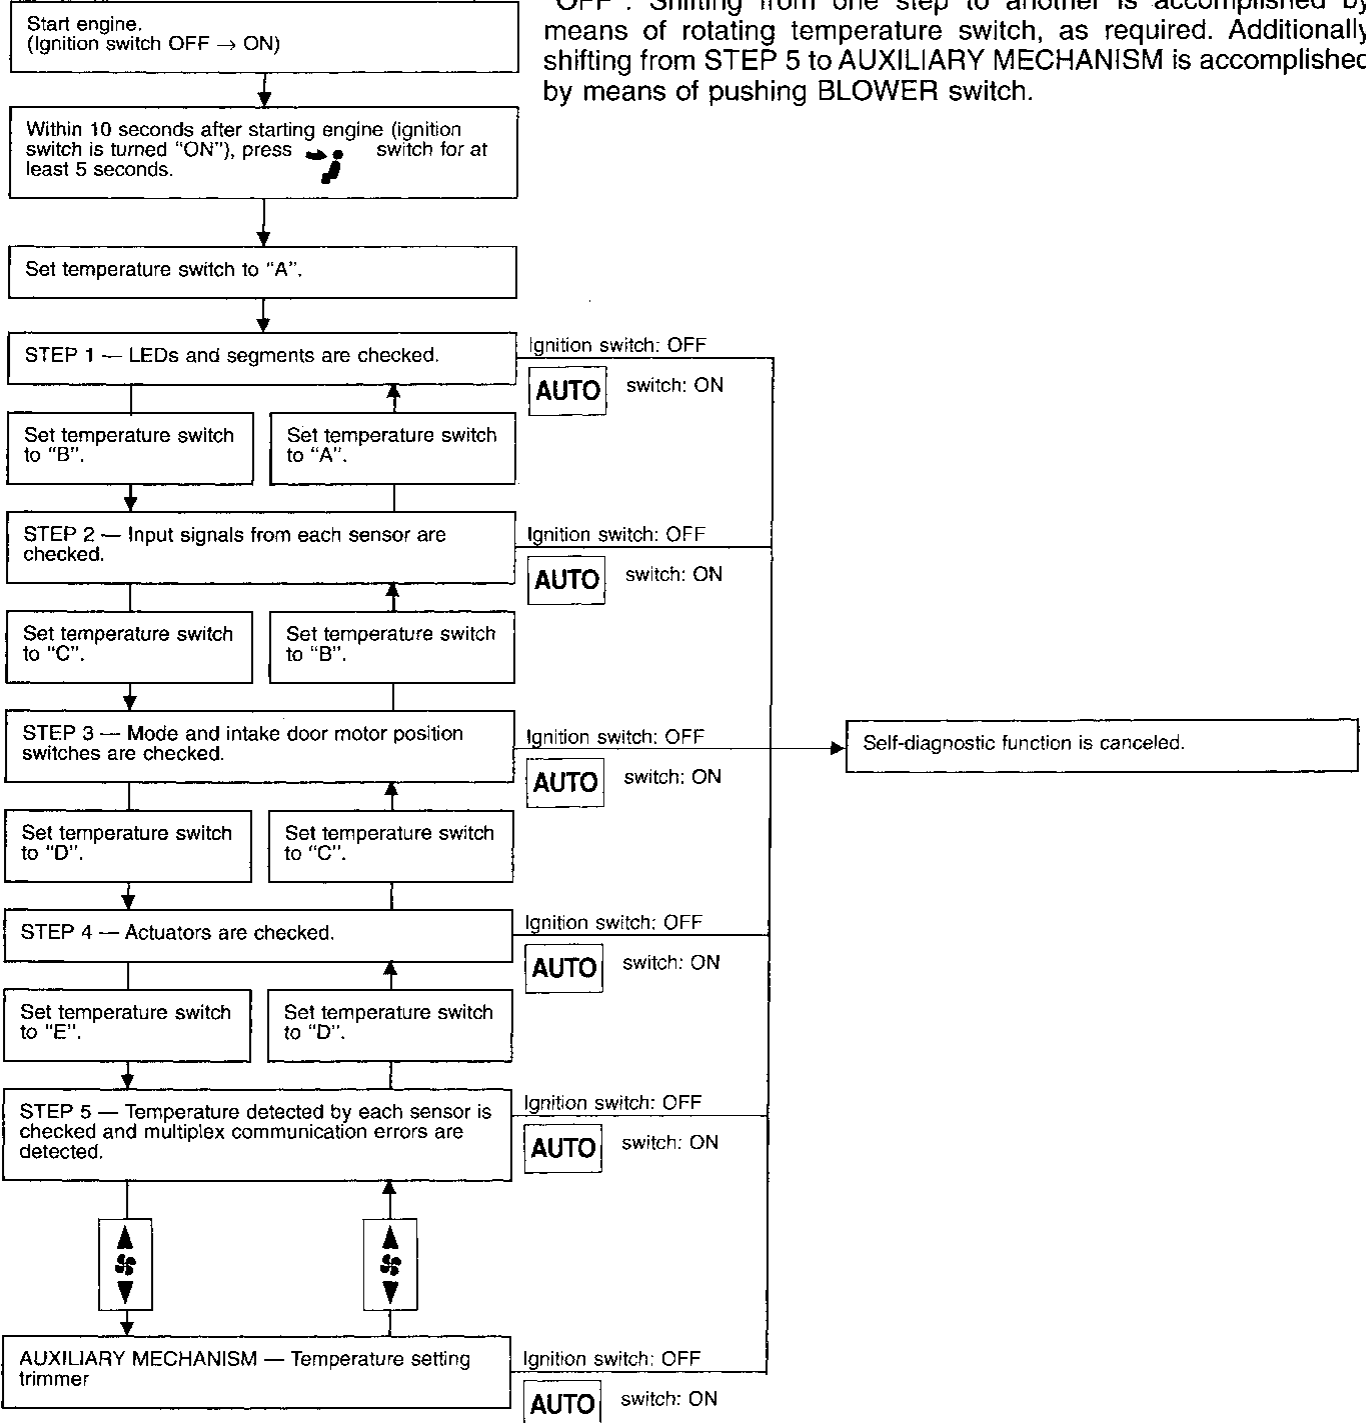 Start engine.
(Ignition switch OFF → ON)
"OFF". Shifting from one step to another is accomplished by
means of rotating temperature switch, as required. Additionally
shifting from STEP 5 to AUXILIARY MECHANISM is accomplished
by means of pushing BLOWER switch.
Within 10 seconds after starting engine (ignition
switch is turned “ON”), press switch for at
least 5 seconds.
Set temperature switch to “A”.
STEP 1 — LEDs and segments are checked.
Ignition switch: OFF
AUTO switch: ON
Set temperature switch
to “B”.
Set temperature switch
to “A”.
STEP 2 — Input signals from each sensor are
checked.
Ignition switch: OFF
AUTO switch: ON
Set temperature switch
to “C”.
Set temperature switch
to “B”.
STEP 3 — Mode and intake door motor position
switches are checked.
Ignition switch: OFF
AUTO switch: ON
Self-diagnostic function is canceled.
Set temperature switch
to “D”.
Set temperature switch
to “C”.
STEP 4 — Actuators are checked.
Ignition switch: OFF
AUTO switch: ON
Set temperature switch
to “E”.
Set temperature switch
to “D”.
STEP 5 — Temperature detected by each sensor is
checked and multiplex communication errors are
detected.
Ignition switch: OFF
AUTO switch: ON
AUXILIARY MECHANISM — Temperature setting
trimmer
Ignition switch: OFF
AUTO switch: ON